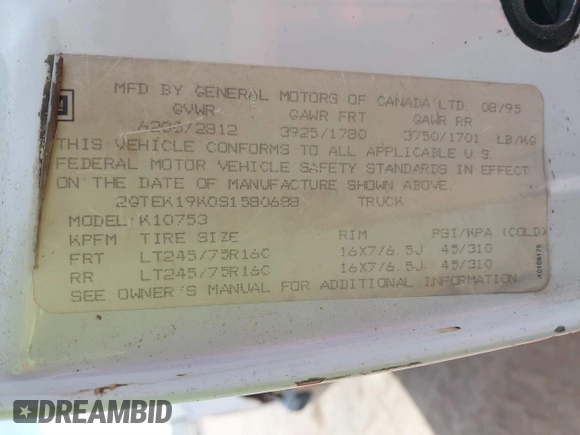 GM
MFD BY GENERAL MOTORS OF CANADA LTD. 08/95
GVWR GAWR FRT GAWR RR
6200/2812 3925/1780 3750/1701 LB/KG
THIS VEHICLE CONFORMS TO ALL APPLICABLE U.S.
FEDERAL MOTOR VEHICLE SAFETY STANDARDS IN EFFECT
ON THE DATE OF MANUFACTURE SHOWN ABOVE.
2GTEK19K0S1580688 TRUCK
MODEL: K10753
KPFM TIRE SIZE RIM PSI/KPA (COLD)
FRT LT245/75R16C 16X7/6.5J 45/310
RR LT245/75R16C 16X7/6.5J 45/310
SEE OWNER'S MANUAL FOR ADDITIONAL INFORMATION
DREAMBID